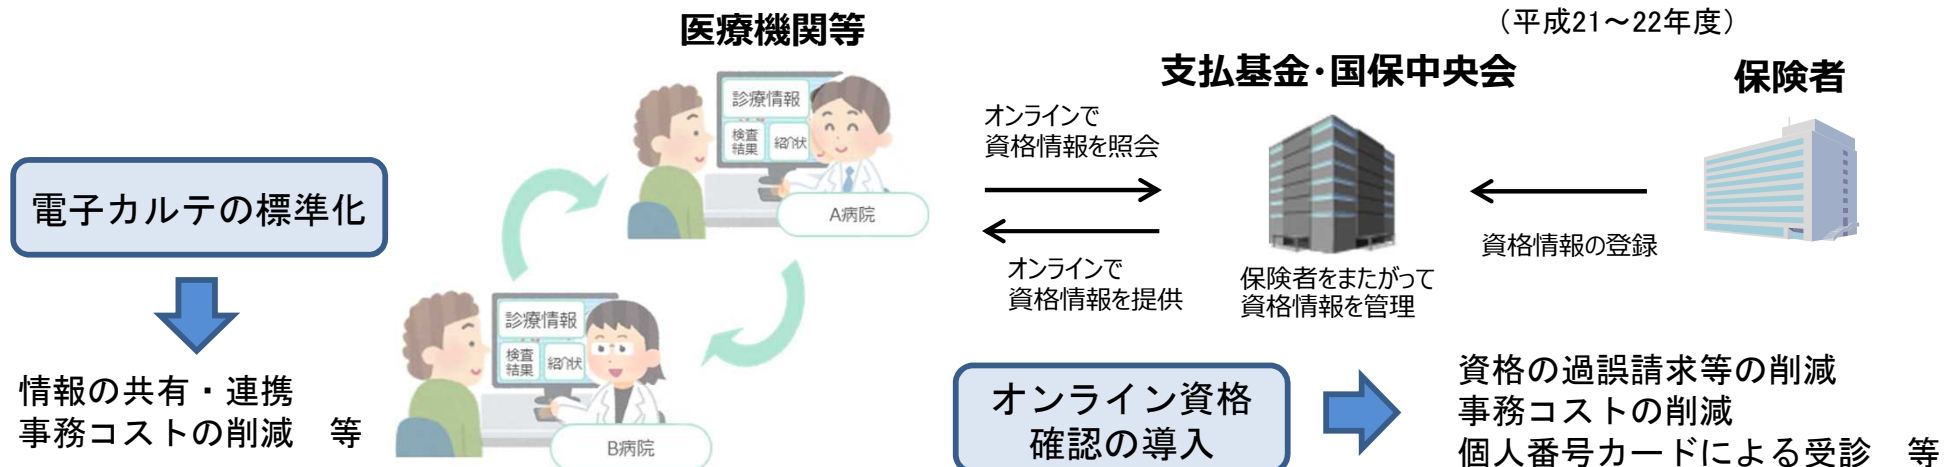 医療機関等
(平成21～22年度)
支払基金・国保中央会
保険者
診療情報
検査
結果
紹介状
A病院
オンラインで
資格情報を照会
オンラインで
資格情報を提供
保険者をまたがって
資格情報を管理
資格情報の登録
電子カルテの標準化
情報の共有・連携
事務コストの削減　等
診療情報
検査
結果
紹介状
B病院
オンライン資格
確認の導入
資格の過誤請求等の削減
事務コストの削減
個人番号カードによる受診　等